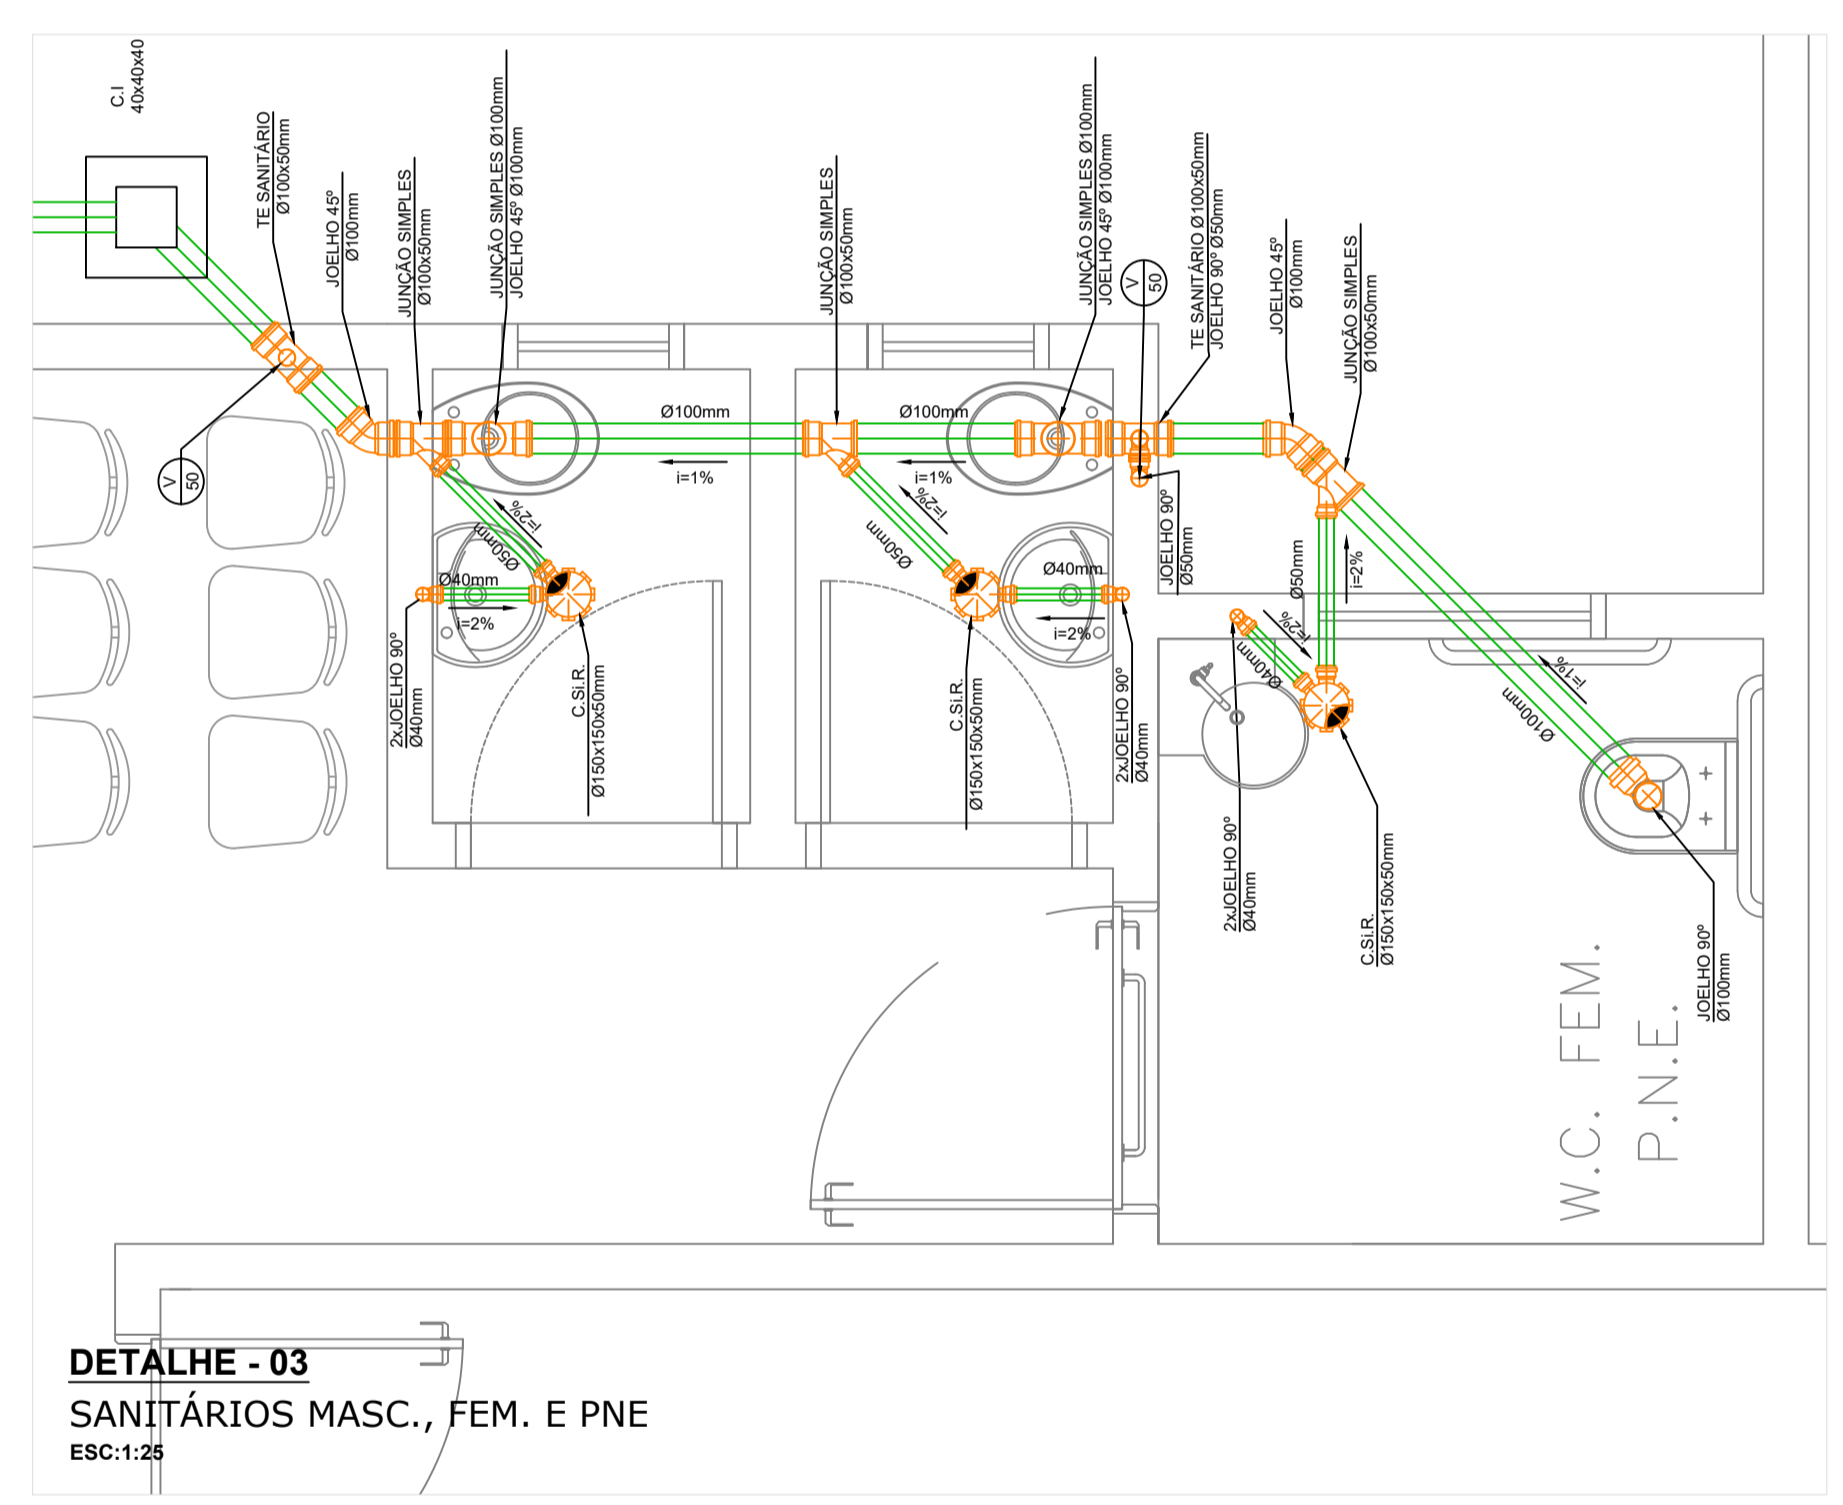 C.I
40x40x40
TE SANITÁRIO
Ø100x50mm
JOELHO 45º
Ø100mm
JUNÇÃO SIMPLES
Ø100x50mm
JUNÇÃO SIMPLES Ø100mm
JOELHO 45º Ø100mm
JUNÇÃO SIMPLES
Ø100x50mm
JUNÇÃO SIMPLES Ø100mm
JOELHO 45º Ø100mm
V
50
TE SANITÁRIO Ø100x50mm
JOELHO 90º Ø50mm
JOELHO 45º
Ø100mm
JUNÇÃO SIMPLES
Ø100x50mm
V
50
Ø100mm
i=1%
Ø100mm
i=1%
i=2%
Ø50mm
i=2%
Ø50mm
JOELHO 90º
Ø50mm
Ø50mm
i=2%
Ø40mm
i=2%
Ø40mm
i=2%
i=2%
Ø40mm
i=1%
Ø100mm
2xJOELHO 90º
Ø40mm
C.Si.R.
Ø150x150x50mm
C.Si.R.
Ø150x150x50mm
2xJOELHO 90º
Ø40mm
2xJOELHO 90º
Ø40mm
C.Si.R.
Ø150x150x50mm
JOELHO 90º
Ø100mm
W.C. FEM.
P.N.E.
DETALHE - 03
SANITÁRIOS MASC., FEM. E PNE
ESC:1:25